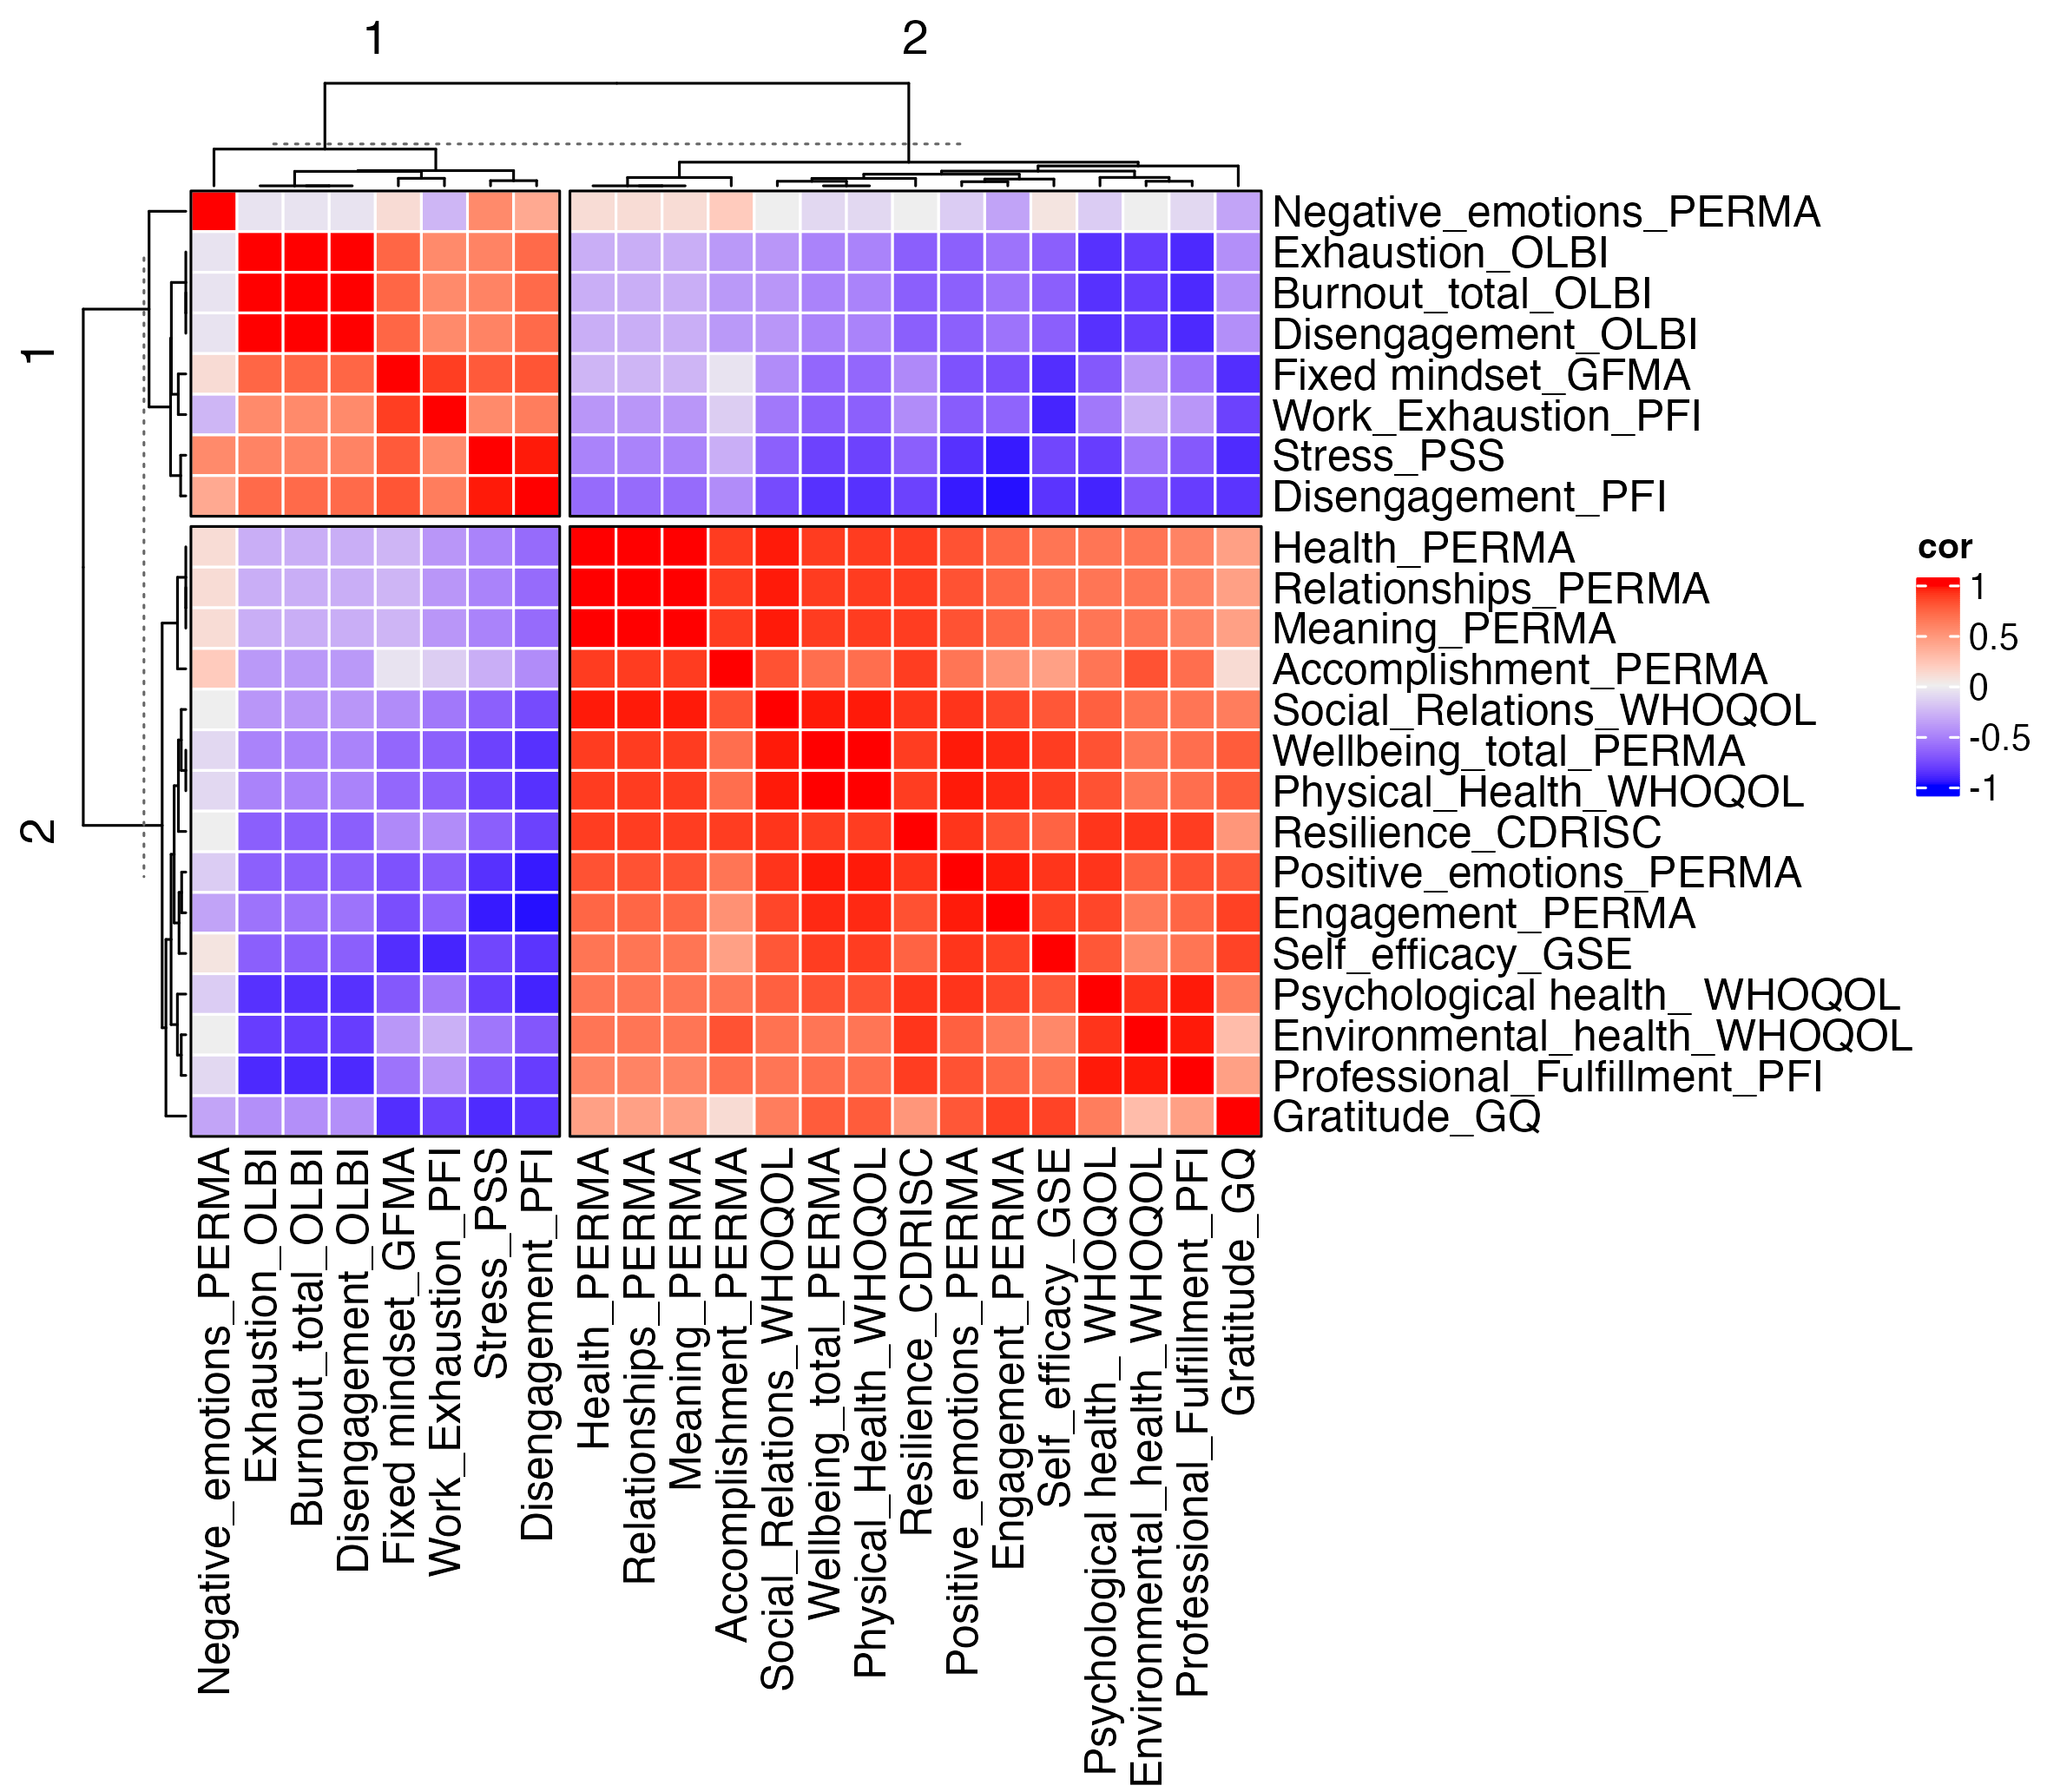 1
2
1
2
Negative_emotions_PERMA
Exhaustion_OLBI
Burnout_total_OLBI
Disengagement_OLBI
Fixed mindset_GFMA
Work_Exhaustion_PFI
Stress_PSS
Disengagement_PFI
Health_PERMA
Relationships_PERMA
Meaning_PERMA
Accomplishment_PERMA
Social_Relations_WHOQOL
Wellbeing_total_PERMA
Physical_Health_WHOQOL
Resilience_CDRISC
Positive_emotions_PERMA
Engagement_PERMA
Self_efficacy_GSE
Psychological health_ WHOQOL
Environmental_health_WHOQOL
Professional_Fulfillment_PFI
Gratitude_GQ
cor
1
0.5
0
-0.5
-1
Negative_emotions_PERMA
Exhaustion_OLBI
Burnout_total_OLBI
Disengagement_OLBI
Fixed mindset_GFMA
Work_Exhaustion_PFI
Stress_PSS
Disengagement_PFI
Health_PERMA
Relationships_PERMA
Meaning_PERMA
Accomplishment_PERMA
Social_Relations_WHOQOL
Wellbeing_total_PERMA
Physical_Health_WHOQOL
Resilience_CDRISC
Positive_emotions_PERMA
Engagement_PERMA
Self_efficacy_GSE
Psychological health_ WHOQOL
Environmental_health_WHOQOL
Professional_Fulfillment_PFI
Gratitude_GQ